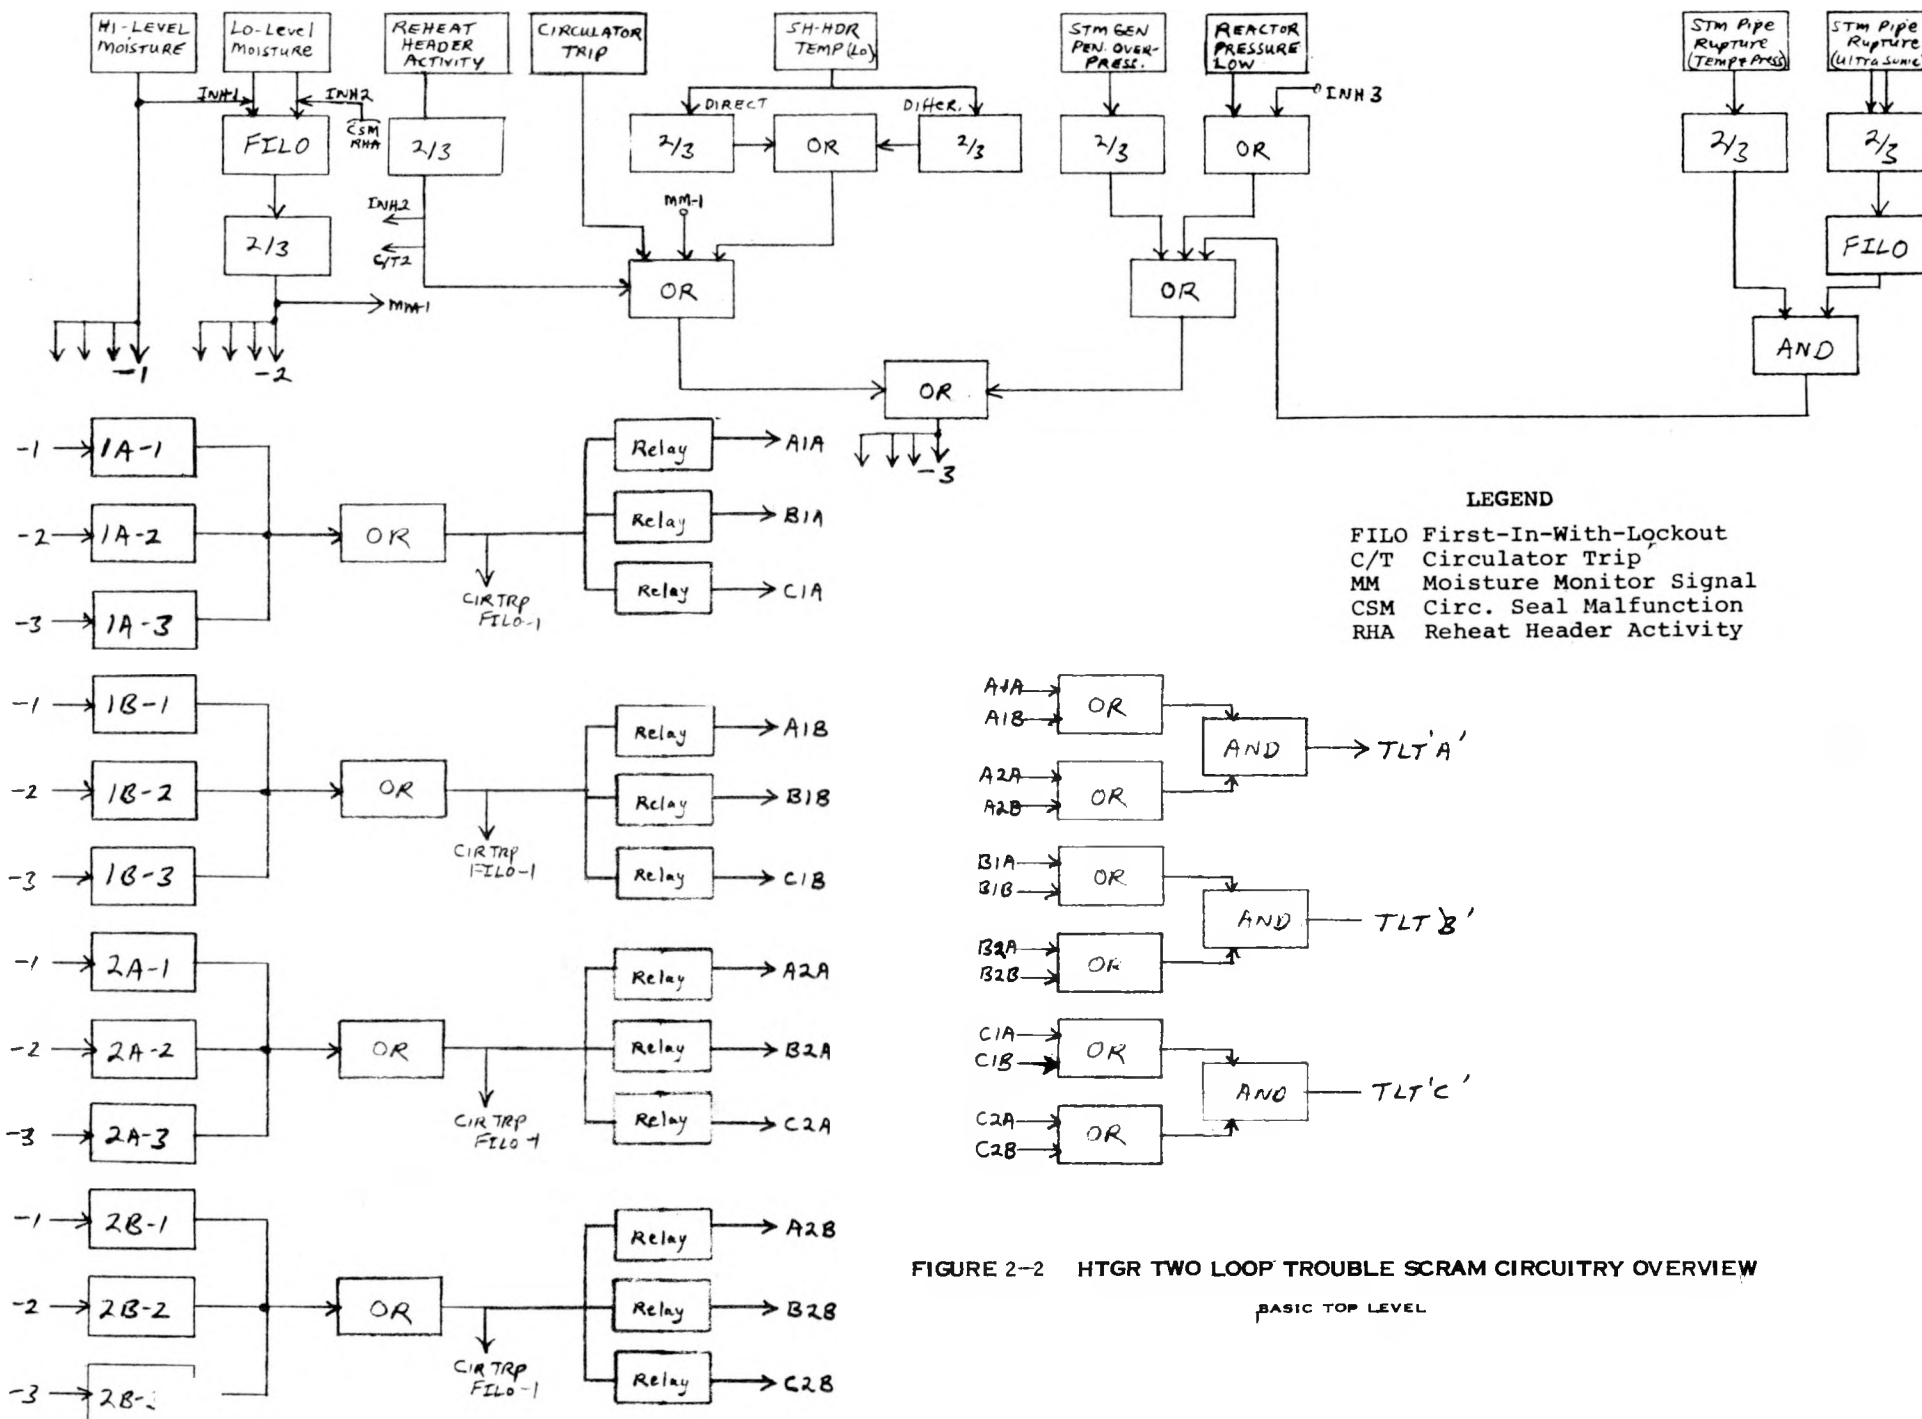 HI-LEVEL
MOISTURE
LO-Level
MOISTURE
REHEAT
HEADER
ACTIVITY
CIRCULATOR
TRIP
SH-HDR
TEMP (LO)
STM GEN
PEN. OVER-
PRESS.
REACTOR
PRESSURE
LOW
STM Pipe
Rupture
(TEMP & Press)
STM Pipe
Rupture
(Ultra Sonic)
INH1
INH2
CSM
RHA
DIRECT
DIFFER.
INH3
FILO
2/3
2/3
OR
2/3
2/3
OR
2/3
2/3
2/3
INH2
C/T2
MM-1
FILO
OR
OR
MM-1
AND
-1
-2
OR
-3
-1
1A-1
-2
1A-2
-3
1A-3
OR
CIR TRP
FILO-1
Relay
A1A
Relay
B1A
Relay
C1A
LEGEND
FILO First-In-With-Lockout
C/T Circulator Trip
MM Moisture Monitor Signal
CSM Circ. Seal Malfunction
RHA Reheat Header Activity
-1
1B-1
-2
1B-2
-3
1B-3
OR
CIR TRP
FILO-1
Relay
A1B
Relay
B1B
Relay
C1B
A1A
A1B
OR
A2A
A2B
OR
AND
TLT 'A'
B1A
B1B
OR
B2A
B2B
OR
AND
TLT 'B'
C1A
C1B
OR
C2A
C2B
OR
AND
TLT 'C'
-1
2A-1
-2
2A-2
-3
2A-3
OR
CIR TRP
FILO-1
Relay
A2A
Relay
B2A
Relay
C2A
-1
2B-1
-2
2B-2
-3
2B-
OR
CIR TRP
FILO-1
Relay
A2B
Relay
B2B
Relay
C2B
FIGURE 2-2 HTGR TWO LOOP TROUBLE SCRAM CIRCUITRY OVERVIEW
BASIC TOP LEVEL